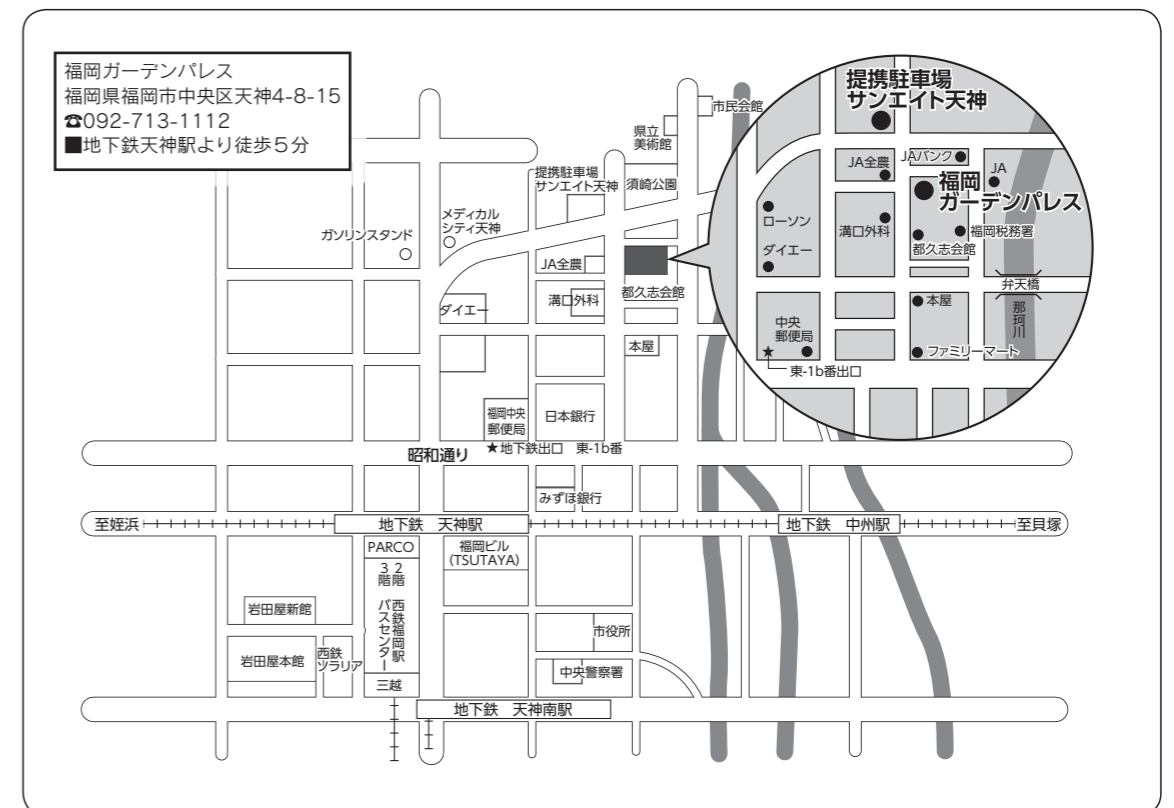 福岡ガーデンパレス
福岡県福岡市中央区天神4-8-15
☎092-713-1112
■地下鉄天神駅より徒歩５分
市民会館
県立
美術館
提携駐車場
サンエイト天神
須崎公園
メディカル
シティ天神
ガソリンスタンド
JA全農
ダイエー
溝口外科
都久志会館
本屋
福岡中央
郵便局
日本銀行
★地下鉄出口　東-1b番
昭和通り
みずほ銀行
至姪浜
地下鉄　天神駅
地下鉄　中州駅
至貝塚
PARCO
福岡ビル
(TSUTAYA)
２階　西鉄福岡駅
３階　バスセンター
岩田屋新館
市役所
岩田屋本館
西鉄
ソラリア
中央警察署
三越
地下鉄　天神南駅
提携駐車場
サンエイト天神
JA全農
JAバンク
JA
福岡
ガーデンパレス
ローソン
溝口外科
福岡税務署
ダイエー
都久志会館
弁天橋
本屋
那珂川
中央
郵便局
ファミリーマート
★
東-1b番出口